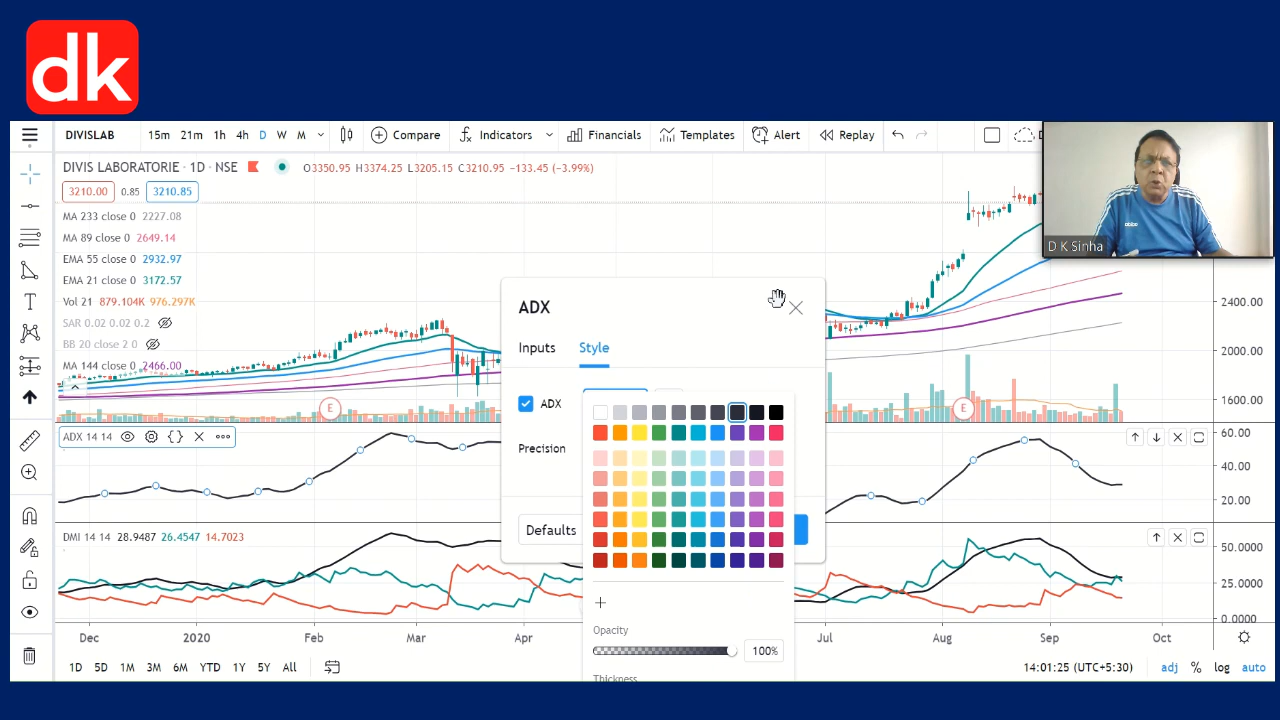 dk
DIVISLAB 15m 21m 1h 4h D W M Compare Indicators Financials Templates Alert Replay
DIVIS LABORATORIE · 1D · NSE O3350.95 H3374.25 L3205.15 C3210.95 −133.45 (−3.99%)
3210.00 0.85 3210.85
MA 233 close 0 2227.08
MA 89 close 0 2649.14
EMA 55 close 0 2932.97
EMA 21 close 0 3172.57
Vol 21 879.104K 976.297K
SAR 0.02 0.02 0.2
BB 20 close 2 0
MA 144 close 0 2466.00
D K Sinha
2400.00
2000.00
1600.00
E
E
ADX
Inputs Style
ADX
Precision
Defaults
Opacity
100%
Thickness
ADX 14 14
60.00
40.00
20.00
DMI 14 14 28.9487 26.4547 14.7023
50.0000
25.0000
0.0000
Dec 2020 Feb Mar Apr Jul Aug Sep Oct
1D 5D 1M 3M 6M YTD 1Y 5Y All 14:01:25 (UTC+5:30) adj % log auto